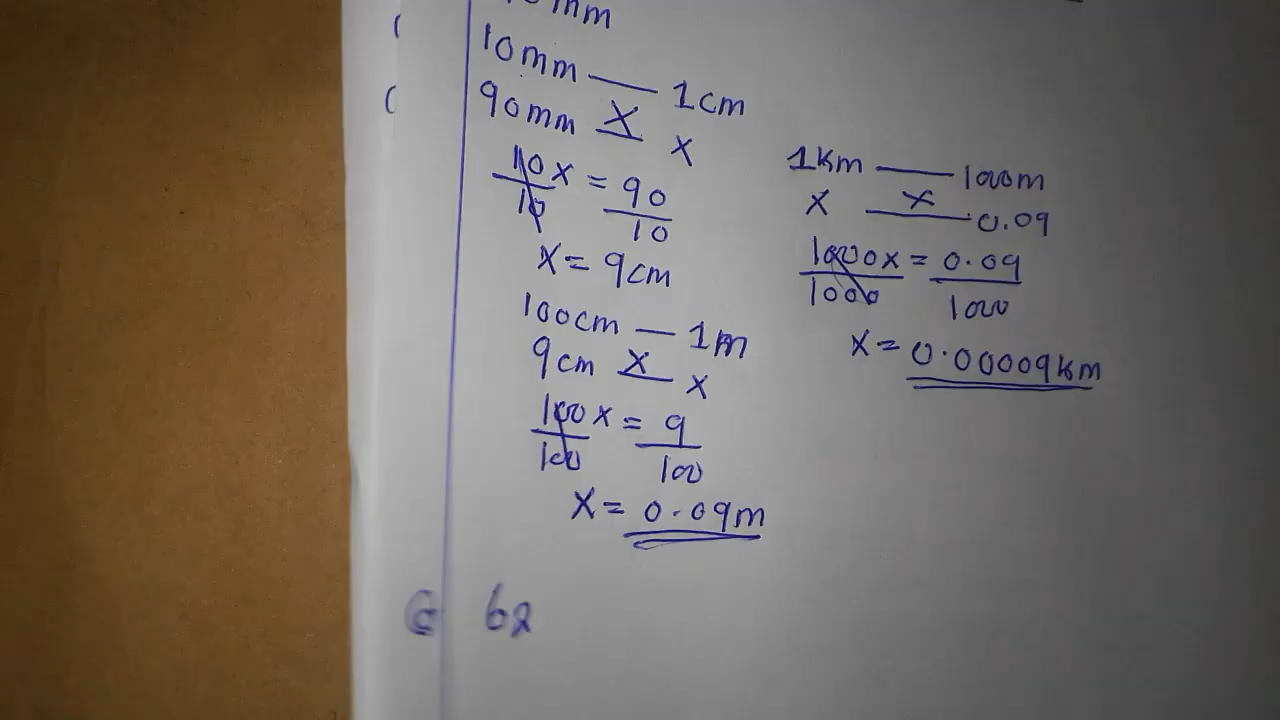 10mm — 1cm
90mm X x
10x = 90
10 10
x = 9cm
100cm — 1m
9cm X x
100x = 9
100 100
x = 0.09m
1km — 1000m
x X 0.09
1000x = 0.09
1000 1000
x = 0.00009km